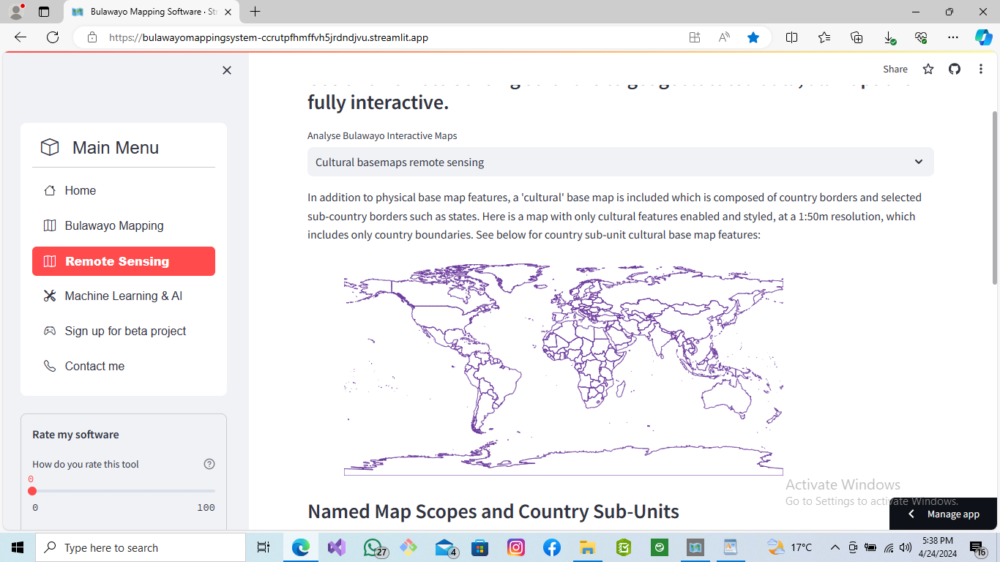 Bulawayo Mapping Software · Str
https://bulawayomappingsystem-ccrutpfhmffvh5jrdndjvu.streamlit.app
Share
Main Menu
Home
Bulawayo Mapping
Remote Sensing
Machine Learning & AI
Sign up for beta project
Contact me
Rate my software
How do you rate this tool
0
0
100
fully interactive.
Analyse Bulawayo Interactive Maps
Cultural basemaps remote sensing
In addition to physical base map features, a 'cultural' base map is included which is composed of country borders and selected
sub-country borders such as states. Here is a map with only cultural features enabled and styled, at a 1:50m resolution, which
includes only country boundaries. See below for country sub-unit cultural base map features:
Named Map Scopes and Country Sub-Units
Activate Windows
Go to Settings to activate Windows.
Manage app
Type here to search
27
4
17°C
5:38 PM
4/24/2024
16